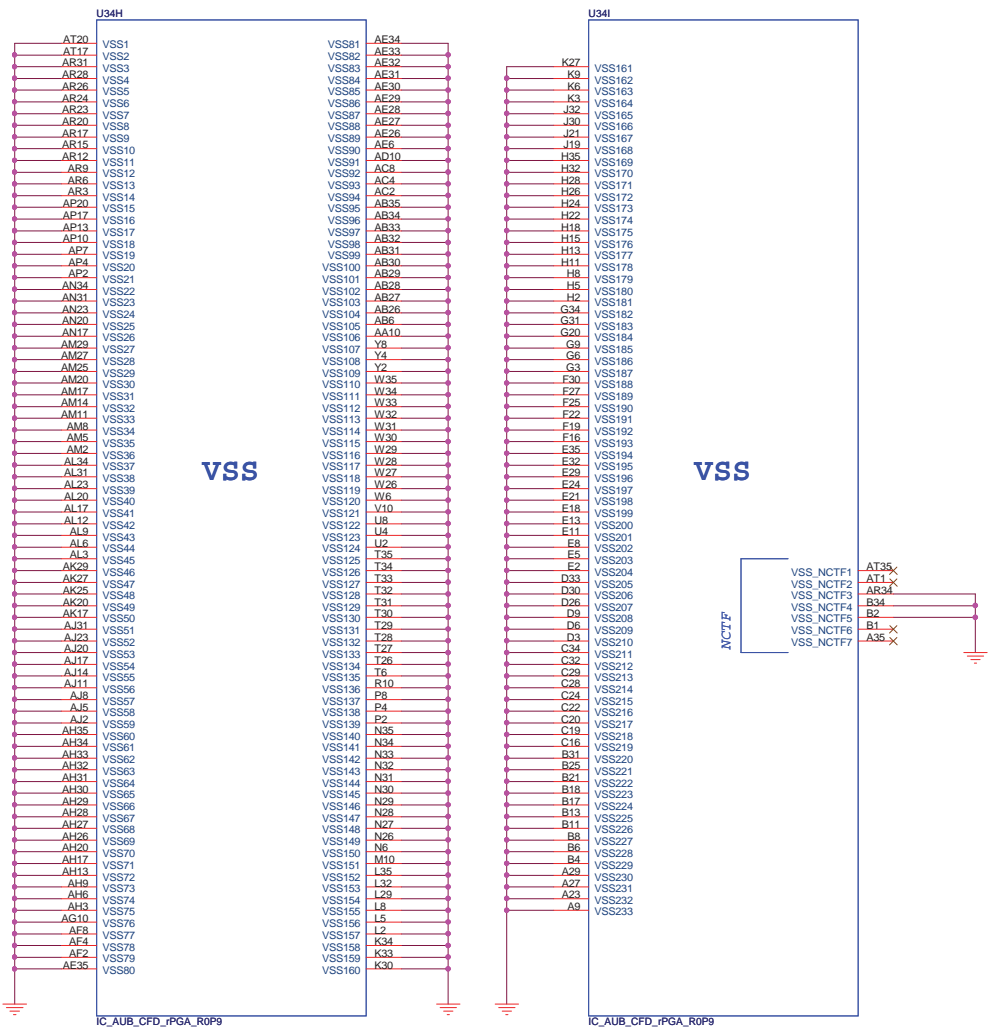 U34H
AT20 VSS1
AT17 VSS2
AR31 VSS3
AR28 VSS4
AR26 VSS5
AR24 VSS6
AR23 VSS7
AR20 VSS8
AR17 VSS9
AR15 VSS10
AR12 VSS11
AR9 VSS12
AR6 VSS13
AR3 VSS14
AP20 VSS15
AP17 VSS16
AP13 VSS17
AP10 VSS18
AP7 VSS19
AP4 VSS20
AP2 VSS21
AN34 VSS22
AN31 VSS23
AN23 VSS24
AN20 VSS25
AN17 VSS26
AM29 VSS27
AM27 VSS28
AM25 VSS29
AM20 VSS30
AM17 VSS31
AM14 VSS32
AM11 VSS33
AM8 VSS34
AM5 VSS35
AM2 VSS36
AL34 VSS37
AL31 VSS38
AL23 VSS39
AL20 VSS40
AL17 VSS41
AL12 VSS42
AL9 VSS43
AL6 VSS44
AL3 VSS45
AK29 VSS46
AK27 VSS47
AK25 VSS48
AK20 VSS49
AK17 VSS50
AJ31 VSS51
AJ23 VSS52
AJ20 VSS53
AJ17 VSS54
AJ14 VSS55
AJ11 VSS56
AJ8 VSS57
AJ5 VSS58
AJ2 VSS59
AH35 VSS60
AH34 VSS61
AH33 VSS62
AH32 VSS63
AH31 VSS64
AH30 VSS65
AH29 VSS66
AH28 VSS67
AH27 VSS68
AH26 VSS69
AH20 VSS70
AH17 VSS71
AH13 VSS72
AH9 VSS73
AH6 VSS74
AH3 VSS75
AG10 VSS76
AF8 VSS77
AF4 VSS78
AF2 VSS79
AE35 VSS80
VSS
VSS81 AE34
VSS82 AE33
VSS83 AE32
VSS84 AE31
VSS85 AE30
VSS86 AE29
VSS87 AE28
VSS88 AE27
VSS89 AE26
VSS90 AE6
VSS91 AD10
VSS92 AC8
VSS93 AC4
VSS94 AC2
VSS95 AB35
VSS96 AB34
VSS97 AB33
VSS98 AB32
VSS99 AB31
VSS100 AB30
VSS101 AB29
VSS102 AB28
VSS103 AB27
VSS104 AB26
VSS105 AB6
VSS106 AA10
VSS107 Y8
VSS108 Y4
VSS109 Y2
VSS110 W35
VSS111 W34
VSS112 W33
VSS113 W32
VSS114 W31
VSS115 W30
VSS116 W29
VSS117 W28
VSS118 W27
VSS119 W26
VSS120 W6
VSS121 V10
VSS122 U8
VSS123 U4
VSS124 U2
VSS125 T35
VSS126 T34
VSS127 T33
VSS128 T32
VSS129 T31
VSS130 T30
VSS131 T29
VSS132 T28
VSS133 T27
VSS134 T26
VSS135 T6
VSS136 R10
VSS137 P8
VSS138 P4
VSS139 P2
VSS140 N35
VSS141 N34
VSS142 N33
VSS143 N32
VSS144 N31
VSS145 N30
VSS146 N29
VSS147 N28
VSS148 N27
VSS149 N26
VSS150 N6
VSS151 M10
VSS152 L35
VSS153 L32
VSS154 L29
VSS155 L8
VSS156 L5
VSS157 L2
VSS158 K34
VSS159 K33
VSS160 K30
IC_AUB_CFD_rPGA_R0P9
U34I
K27 VSS161
K9 VSS162
K6 VSS163
K3 VSS164
J32 VSS165
J30 VSS166
J21 VSS167
J19 VSS168
H35 VSS169
H32 VSS170
H28 VSS171
H26 VSS172
H24 VSS173
H22 VSS174
H18 VSS175
H15 VSS176
H13 VSS177
H11 VSS178
H8 VSS179
H5 VSS180
H2 VSS181
G34 VSS182
G31 VSS183
G20 VSS184
G9 VSS185
G6 VSS186
G3 VSS187
F30 VSS188
F27 VSS189
F25 VSS190
F22 VSS191
F19 VSS192
F16 VSS193
E35 VSS194
E32 VSS195
E29 VSS196
E24 VSS197
E21 VSS198
E18 VSS199
E13 VSS200
E11 VSS201
E8 VSS202
E5 VSS203
E2 VSS204
D33 VSS205
D30 VSS206
D26 VSS207
D9 VSS208
D6 VSS209
D3 VSS210
C34 VSS211
C32 VSS212
C29 VSS213
C28 VSS214
C24 VSS215
C22 VSS216
C20 VSS217
C19 VSS218
C16 VSS219
B31 VSS220
B25 VSS221
B21 VSS222
B18 VSS223
B17 VSS224
B13 VSS225
B11 VSS226
B8 VSS227
B6 VSS228
B4 VSS229
A29 VSS230
A27 VSS231
A23 VSS232
A9 VSS233
VSS
NCTF
VSS_NCTF1 AT35
VSS_NCTF2 AT1
VSS_NCTF3 AR34
VSS_NCTF4 B34
VSS_NCTF5 B2
VSS_NCTF6 B1
VSS_NCTF7 A35
IC_AUB_CFD_rPGA_R0P9